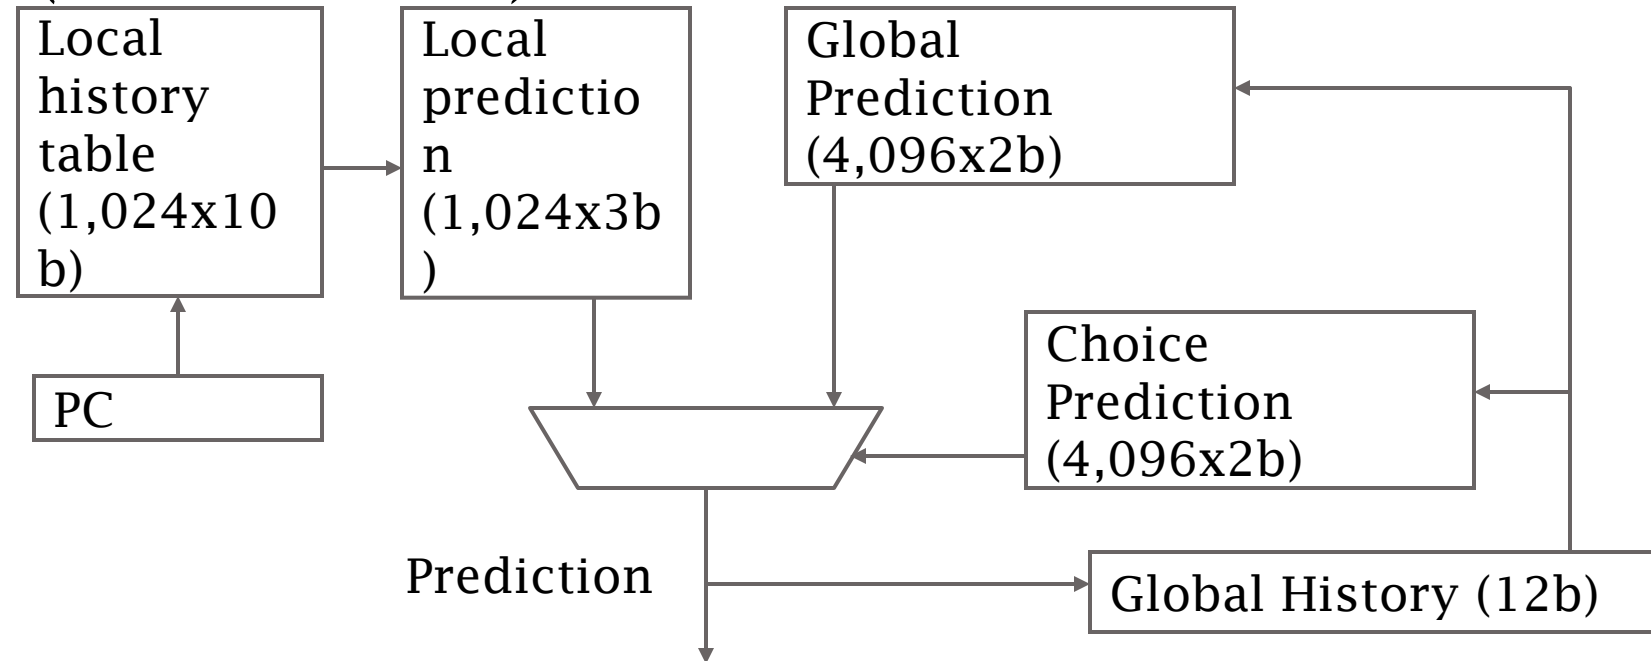 Local
history
table
(1,024x10
b)
Local
predictio
n
(1,024x3b
)
Global
Prediction
(4,096x2b)
PC
Choice
Prediction
(4,096x2b)
Prediction
Global History (12b)